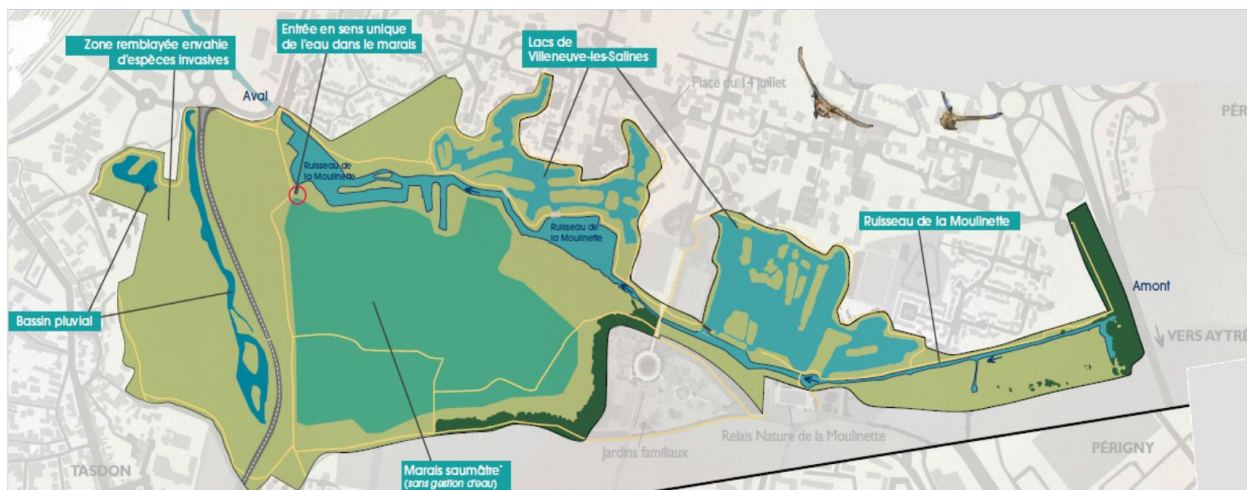 Zone remblayée envahie
d'espèces invasives
Entrée en sens unique
de l'eau dans le marais
Lacs de
Villeneuve-les-Salines
Aval
Place du 14 juillet
Ruisseau de
la Moulinette
Ruisseau de
la Moulinette
Ruisseau de la Moulinette
Amont
Bassin pluvial
VERS AYTRÉ
TASDON
Marais saumâtre*
(sans gestion d'eau)
Jardins familiaux
Relais Nature de la Moulinette
PÉRIGNY